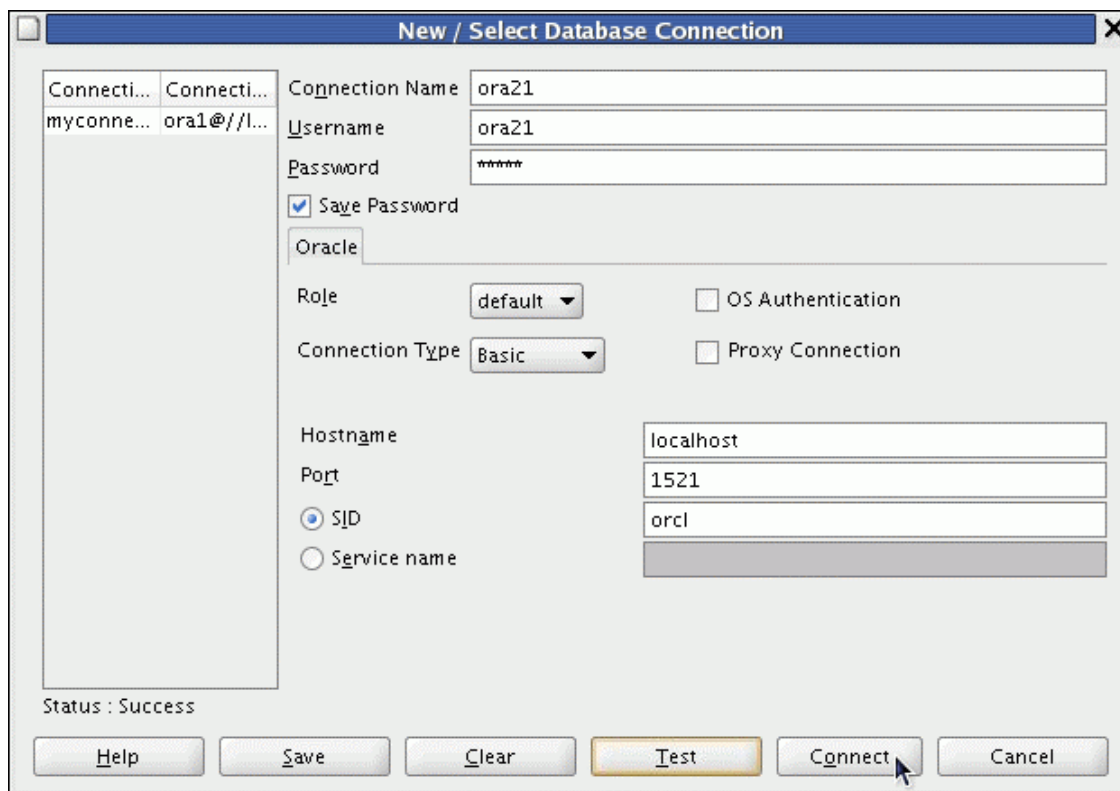 New / Select Database Connection
Connecti... Connecti...
myconne... ora1@//l...
Connection Name ora21
Username ora21
Password *****
Save Password
Oracle
Role default OS Authentication
Connection Type Basic Proxy Connection
Hostname localhost
Port 1521
SID orcl
Service name
Status : Success
Help Save Clear Test Connect Cancel